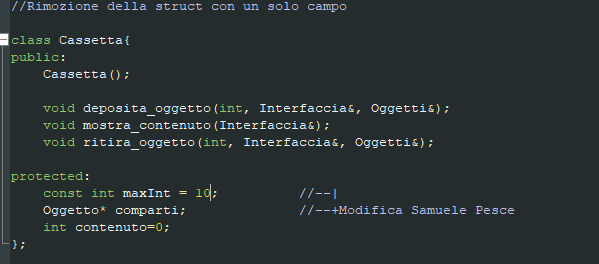 //Rimozione della struct con un solo campo
class Cassetta{
public:
Cassetta();
void deposita_oggetto(int, Interfaccia&, Oggetti&);
void mostra_contenuto(Interfaccia&);
void ritira_oggetto(int, Interfaccia&, Oggetti&);
protected:
const int maxInt = 10; //--|
Oggetto* comparti; //--+Modifica Samuele Pesce
int contenuto=0;
};